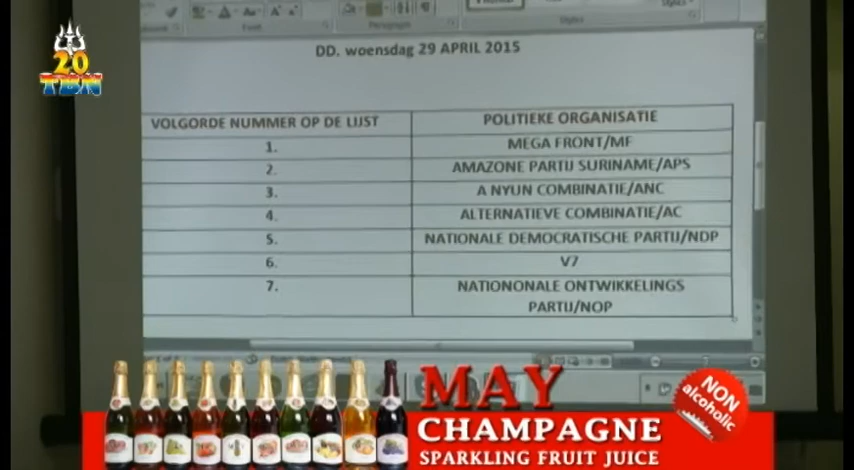 20
TBN
DD. woensdag 29 APRIL 2015
VOLGORDE NUMMER OP DE LIJST POLITIEKE ORGANISATIE
1. MEGA FRONT/MF
2. AMAZONE PARTIJ SURINAME/APS
3. A NYUN COMBINATIE/ANC
4. ALTERNATIEVE COMBINATIE/AC
5. NATIONALE DEMOCRATISCHE PARTIJ/NDP
6. V7
7. NATIONONALE ONTWIKKELINGS
PARTIJ/NOP
MAY
CHAMPAGNE
SPARKLING FRUIT JUICE
NON
alcoholic